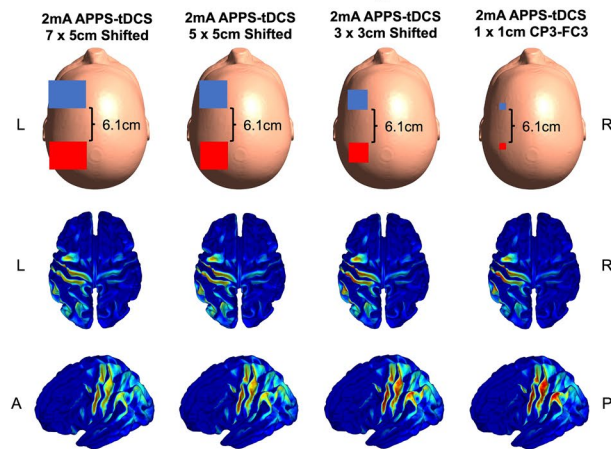 2mA APPS-tDCS
7 x 5cm Shifted
2mA APPS-tDCS
5 x 5cm Shifted
2mA APPS-tDCS
3 x 3cm Shifted
2mA APPS-tDCS
1 x 1cm CP3-FC3
L
6.1cm
6.1cm
6.1cm
6.1cm
R
L
R
A
P